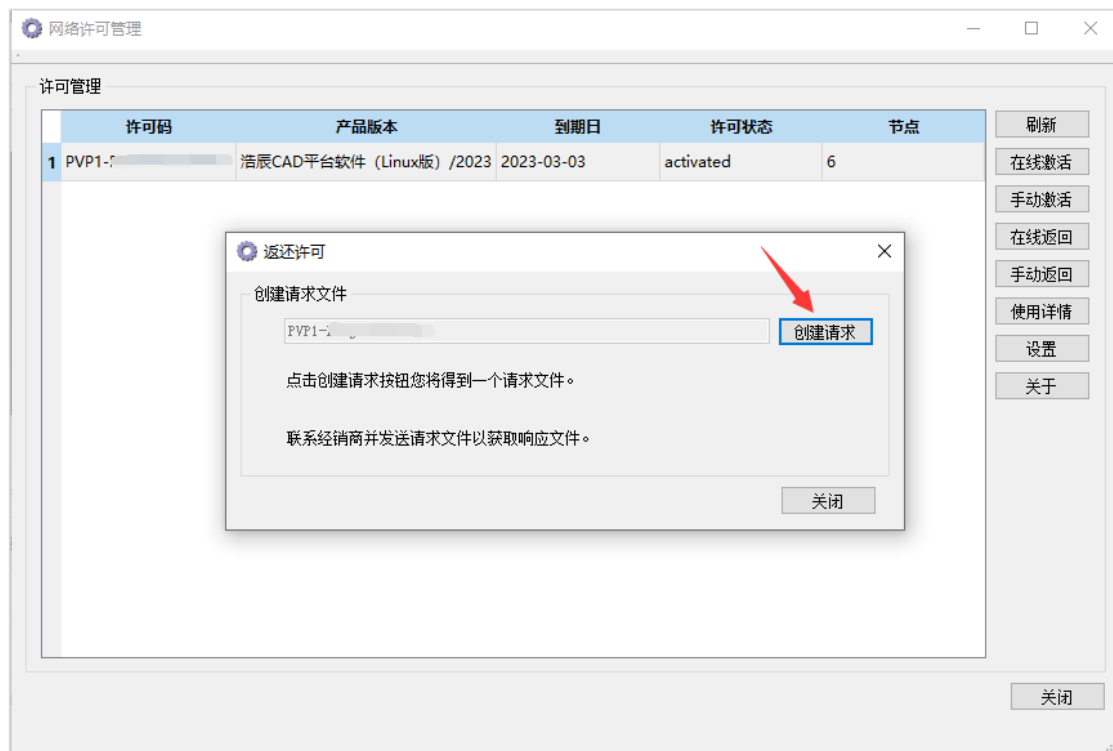 网络许可管理
许可管理
许可码 产品版本 到期日 许可状态 节点
1 PVP1- 浩辰CAD平台软件（Linux版）/2023 2023-03-03 activated 6
刷新
在线激活
手动激活
在线返回
手动返回
使用详情
设置
关于
返还许可
创建请求文件
PVP1- 创建请求
点击创建请求按钮您将得到一个请求文件。
联系经销商并发送请求文件以获取响应文件。
关闭
关闭